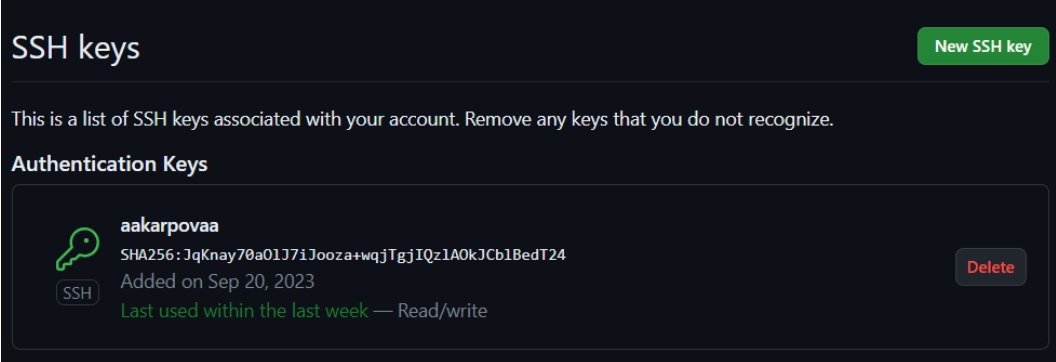 SSH keys
New SSH key
This is a list of SSH keys associated with your account. Remove any keys that you do not recognize.
Authentication Keys
aakarpovaa
SHA256:JqKnay70aOlJ7iJooza+wqjTgjIQzlAOkJCblBedT24
SSH
Added on Sep 20, 2023
Last used within the last week — Read/write
Delete